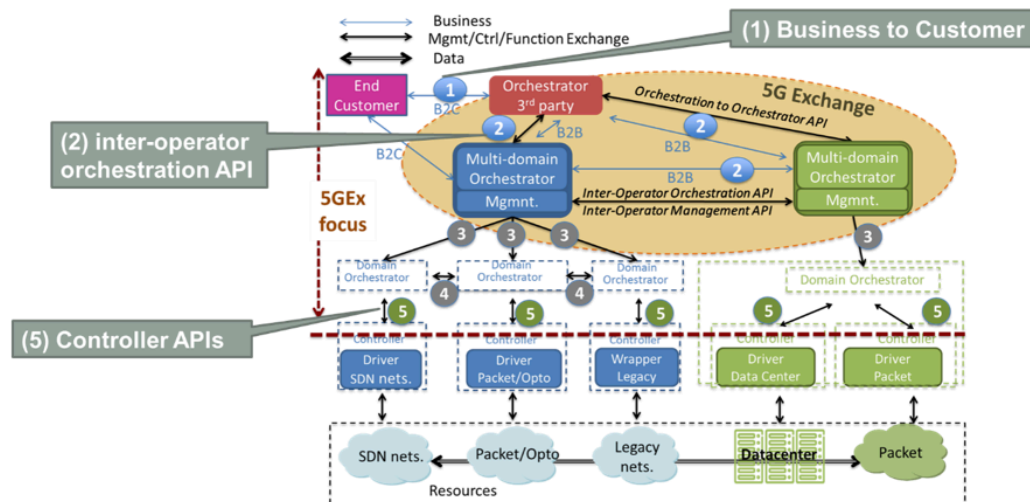 Business
Mgmt/Ctrl/Function Exchange
Data
(1) Business to Customer
End
Customer
1
B2C
Orchestrator
3rd party
5G Exchange
Orchestration to Orchestrator API
(2) inter-operator
orchestration API
2
B2B
2
B2B
B2C
Multi-domain
Orchestrator
Mgmnt.
2
B2B
Inter-Operator Orchestration API
Inter-Operator Management API
Multi-domain
Orchestrator
Mgmnt.
5GEx
focus
3
3
3
3
Domain
Orchestrator
Domain
Orchestrator
Domain
Orchestrator
Domain Orchestrator
4
4
(5) Controller APIs
5
5
5
5
5
Controller
Driver
SDN nets.
Controller
Driver
Packet/Opto
Controller
Wrapper
Legacy
Controller
Driver
Data Center
Controller
Driver
Packet
SDN nets.
Packet/Opto
Legacy
nets.
Datacenter
Packet
Resources